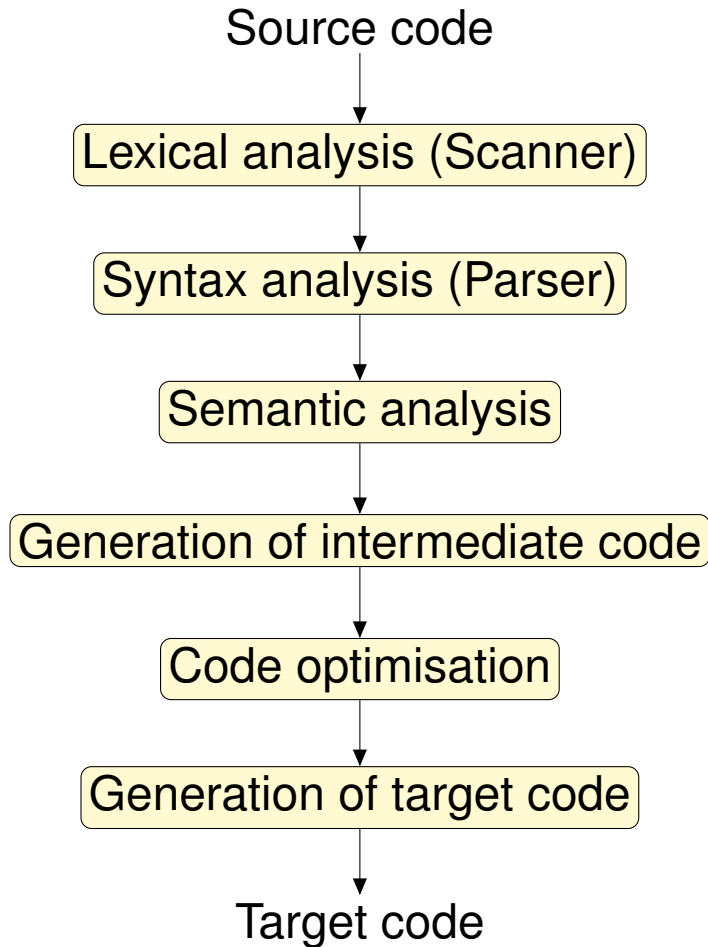 Source code
Lexical analysis (Scanner)
Syntax analysis (Parser)
Semantic analysis
Generation of intermediate code
Code optimisation
Generation of target code
Target code